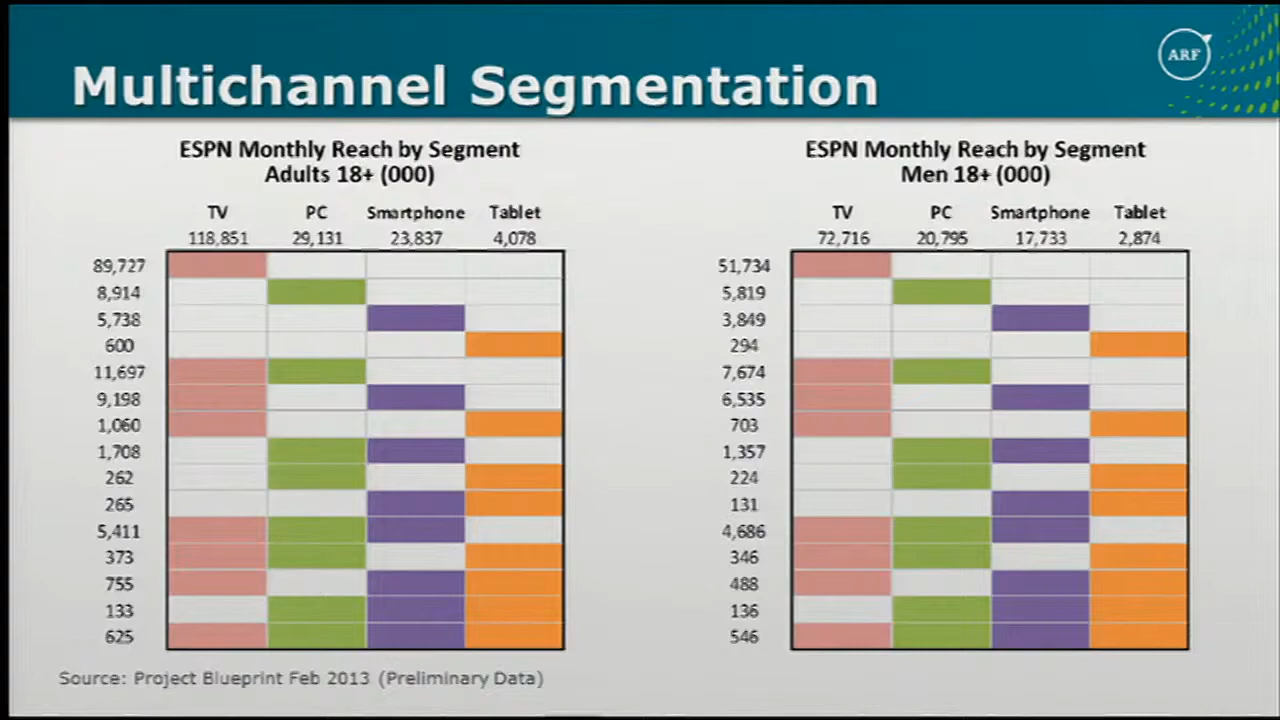 Multichannel Segmentation
ARF
ESPN Monthly Reach by Segment
Adults 18+ (000)
TV PC Smartphone Tablet
118,851 29,131 23,837 4,078
89,727
8,914
5,738
600
11,697
9,198
1,060
1,708
262
265
5,411
373
755
133
625
ESPN Monthly Reach by Segment
Men 18+ (000)
TV PC Smartphone Tablet
72,716 20,795 17,733 2,874
51,734
5,819
3,849
294
7,674
6,535
703
1,357
224
131
4,686
346
488
136
546
Source: Project Blueprint Feb 2013 (Preliminary Data)